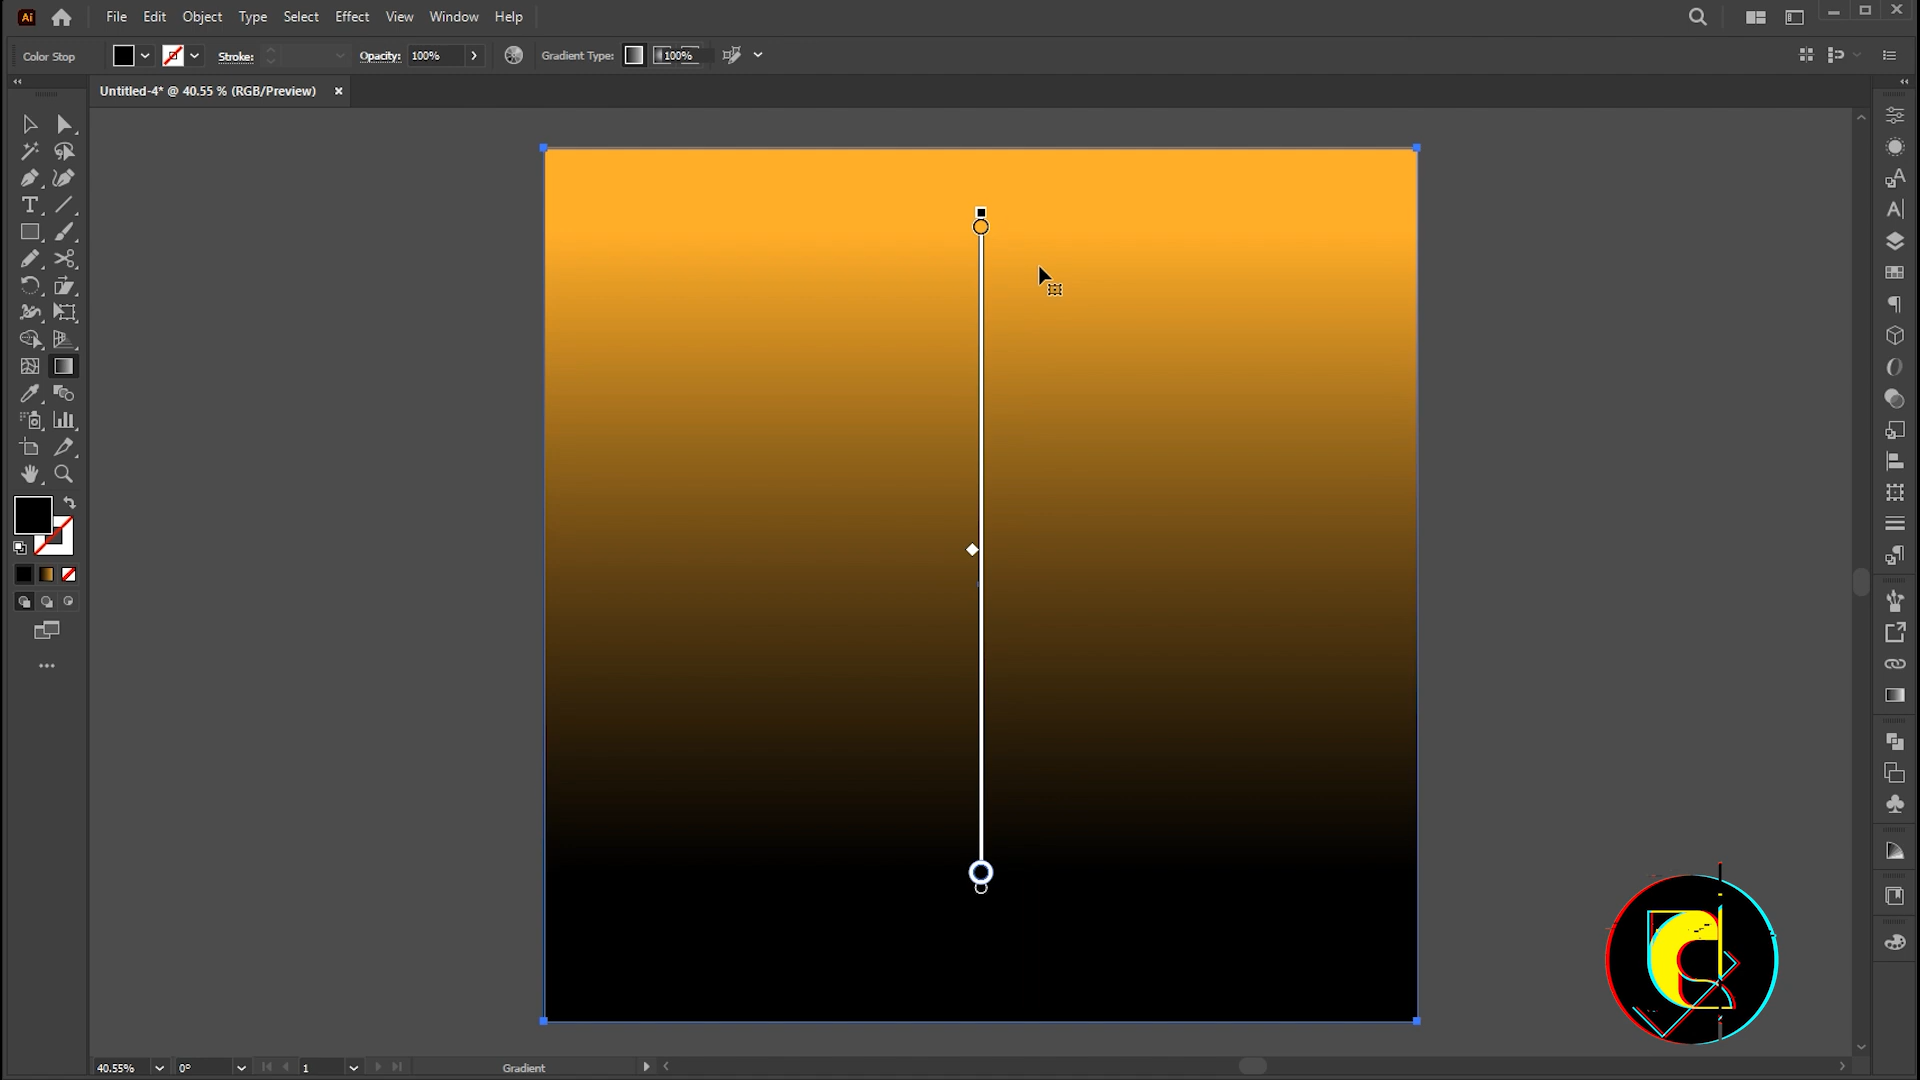 Ai File Edit Object Type Select Effect View Window Help
Color Stop Stroke: Opacity: 100% Gradient Type: 100%
Untitled-4* @ 40.55 % (RGB/Preview)
40.55% 0° 1 Gradient